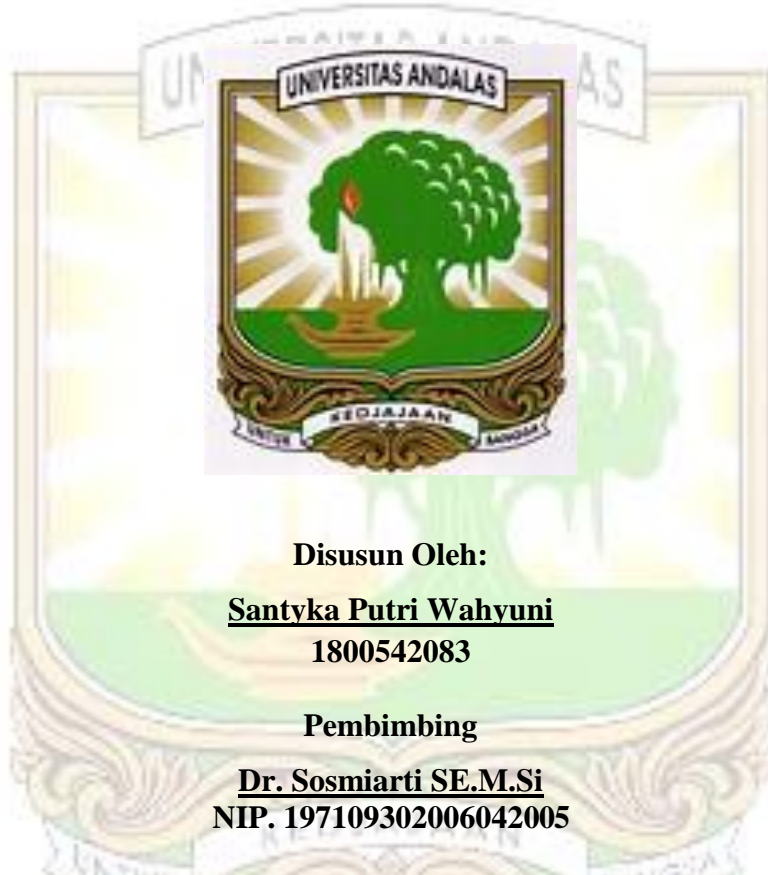 UNIVERSITAS ANDALAS
UNTUK KEDJAJAAN BANGSA
Disusun Oleh:
Santyka Putri Wahyuni
1800542083
Pembimbing
Dr. Sosmiarti SE.M.Si
NIP. 197109302006042005